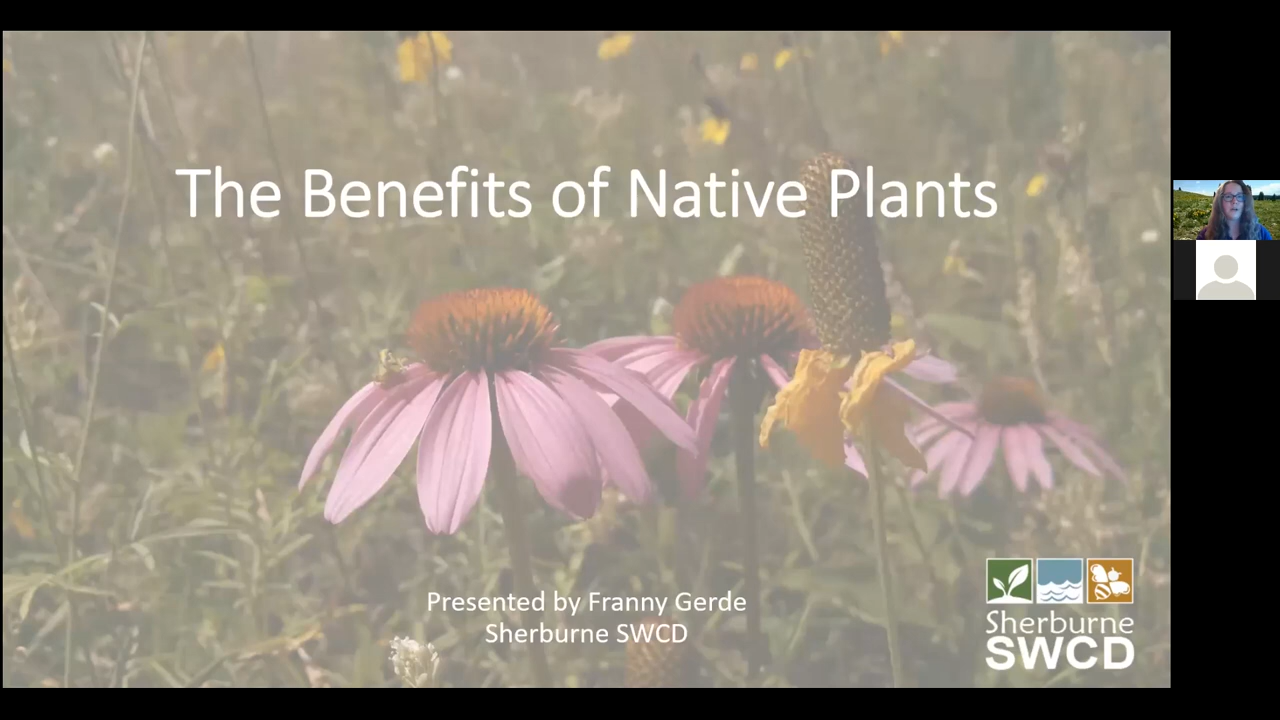 The Benefits of Native Plants
Presented by Franny Gerde
Sherburne SWCD
Sherburne
SWCD